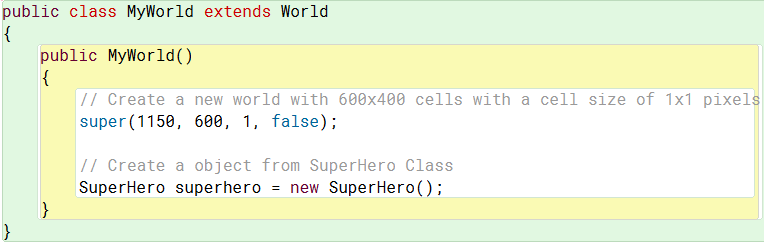 public class MyWorld extends World
{
public MyWorld()
{
// Create a new world with 600x400 cells with a cell size of 1x1 pixels
super(1150, 600, 1, false);
// Create a object from SuperHero Class
SuperHero superhero = new SuperHero();
}
}